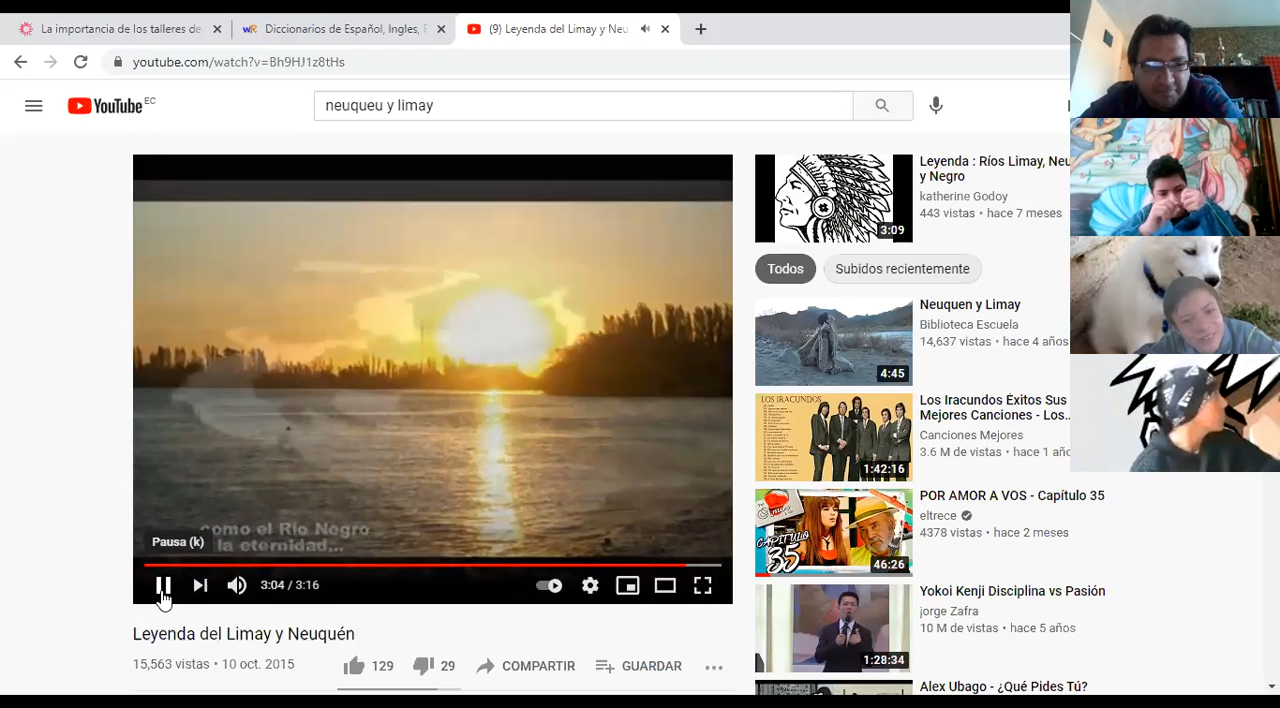 La importancia de los talleres de
Diccionarios de Español, Ingles, F
(9) Leyenda del Limay y Neu
youtube.com/watch?v=Bh9HJ1z8tHs
YouTube EC
neuqueu y limay
como el Río Negro
la eternidad...
Pausa (k)
3:04 / 3:16
Leyenda del Limay y Neuquén
15,563 vistas • 10 oct. 2015
129
29
COMPARTIR
GUARDAR
Leyenda : Ríos Limay, Neu
y Negro
katherine Godoy
443 vistas • hace 7 meses
3:09
Todos
Subidos recientemente
Neuquen y Limay
Biblioteca Escuela
14,637 vistas • hace 4 años
4:45
LOS IRACUNDOS
Los Iracundos Éxitos Sus
Mejores Canciones - Los...
Canciones Mejores
3.6 M de vistas • hace 1 año
1:42:16
POR AMOR A VOS - Capítulo 35
eltrece
4378 vistas • hace 2 meses
CAPITULO
35
46:26
Yokoi Kenji Disciplina vs Pasión
jorge Zafra
10 M de vistas • hace 5 años
1:28:34
Alex Ubago - ¿Qué Pides Tú?